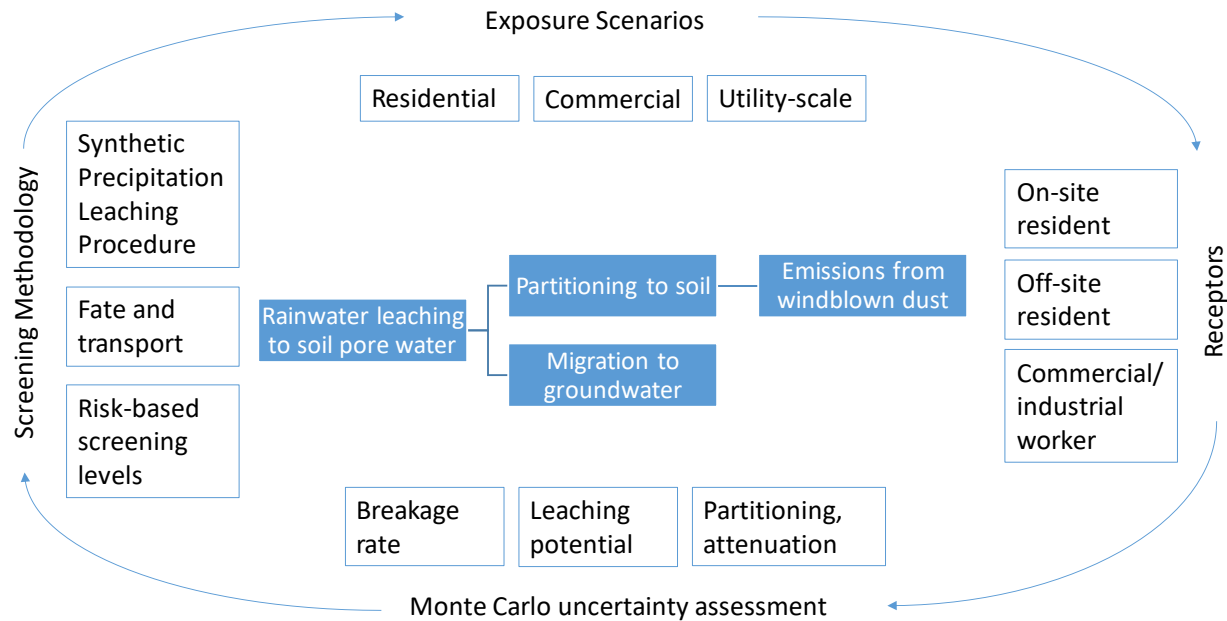 Exposure Scenarios
Residential
Commercial
Utility-scale
Screening Methodology
Synthetic
Precipitation
Leaching
Procedure
Fate and
transport
Risk-based
screening
levels
Rainwater leaching
to soil pore water
Partitioning to soil
Migration to
groundwater
Emissions from
windblown dust
On-site
resident
Off-site
resident
Commercial/
industrial
worker
Receptors
Breakage
rate
Leaching
potential
Partitioning,
attenuation
Monte Carlo uncertainty assessment